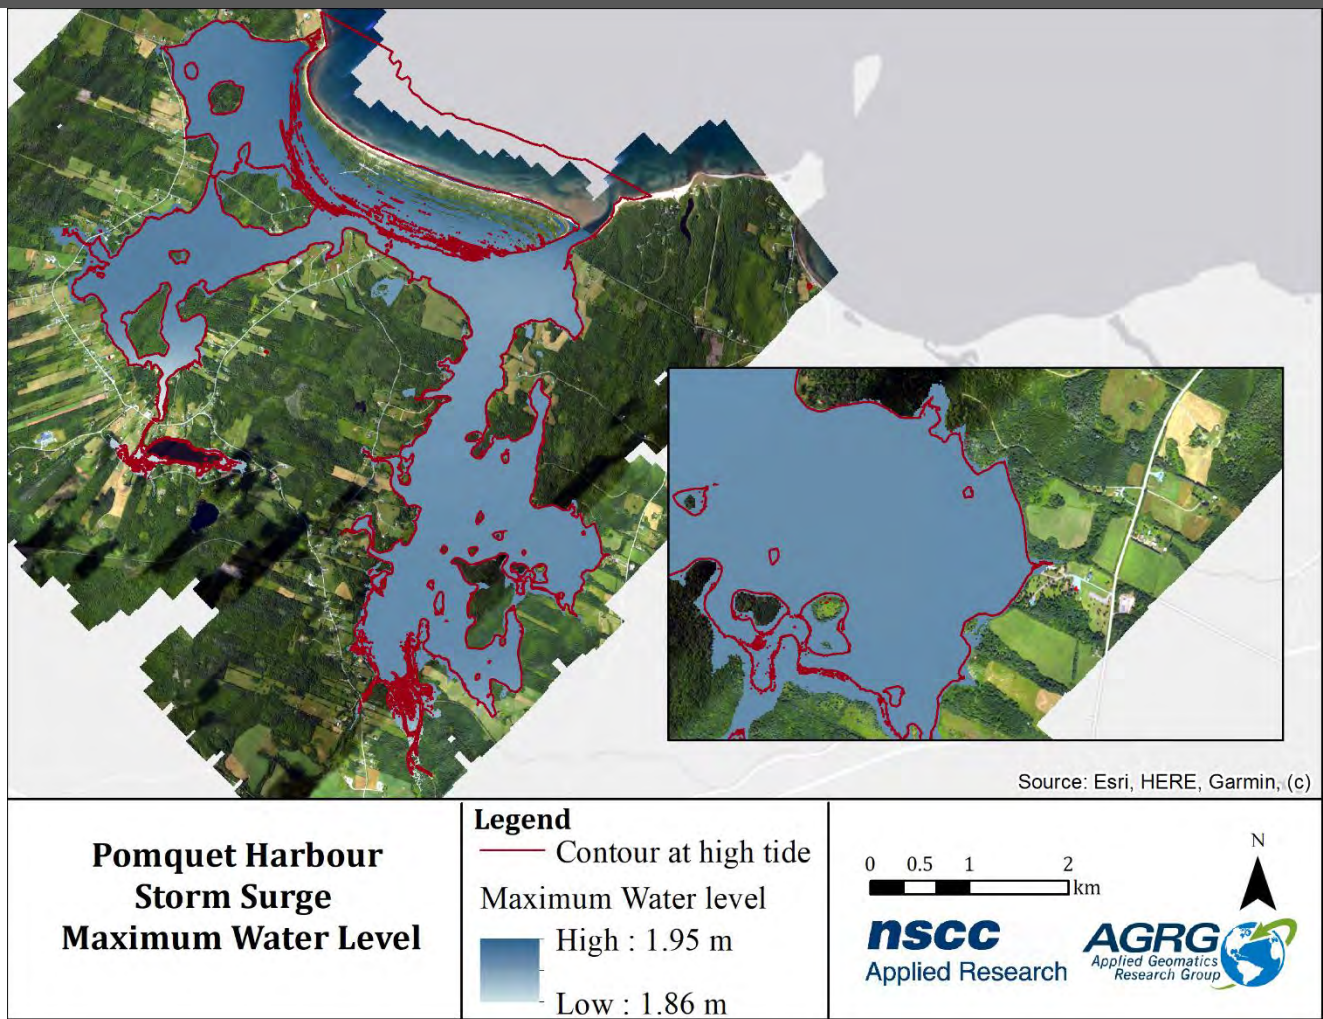 Source: Esri, HERE, Garmin, (c)
Pomquet Harbour
Storm Surge
Maximum Water Level
Legend
Contour at high tide
Maximum Water level
High : 1.95 m
Low : 1.86 m
0 0.5 1 2
km
N
nscc
Applied Research
AGRG
Applied Geomatics
Research Group